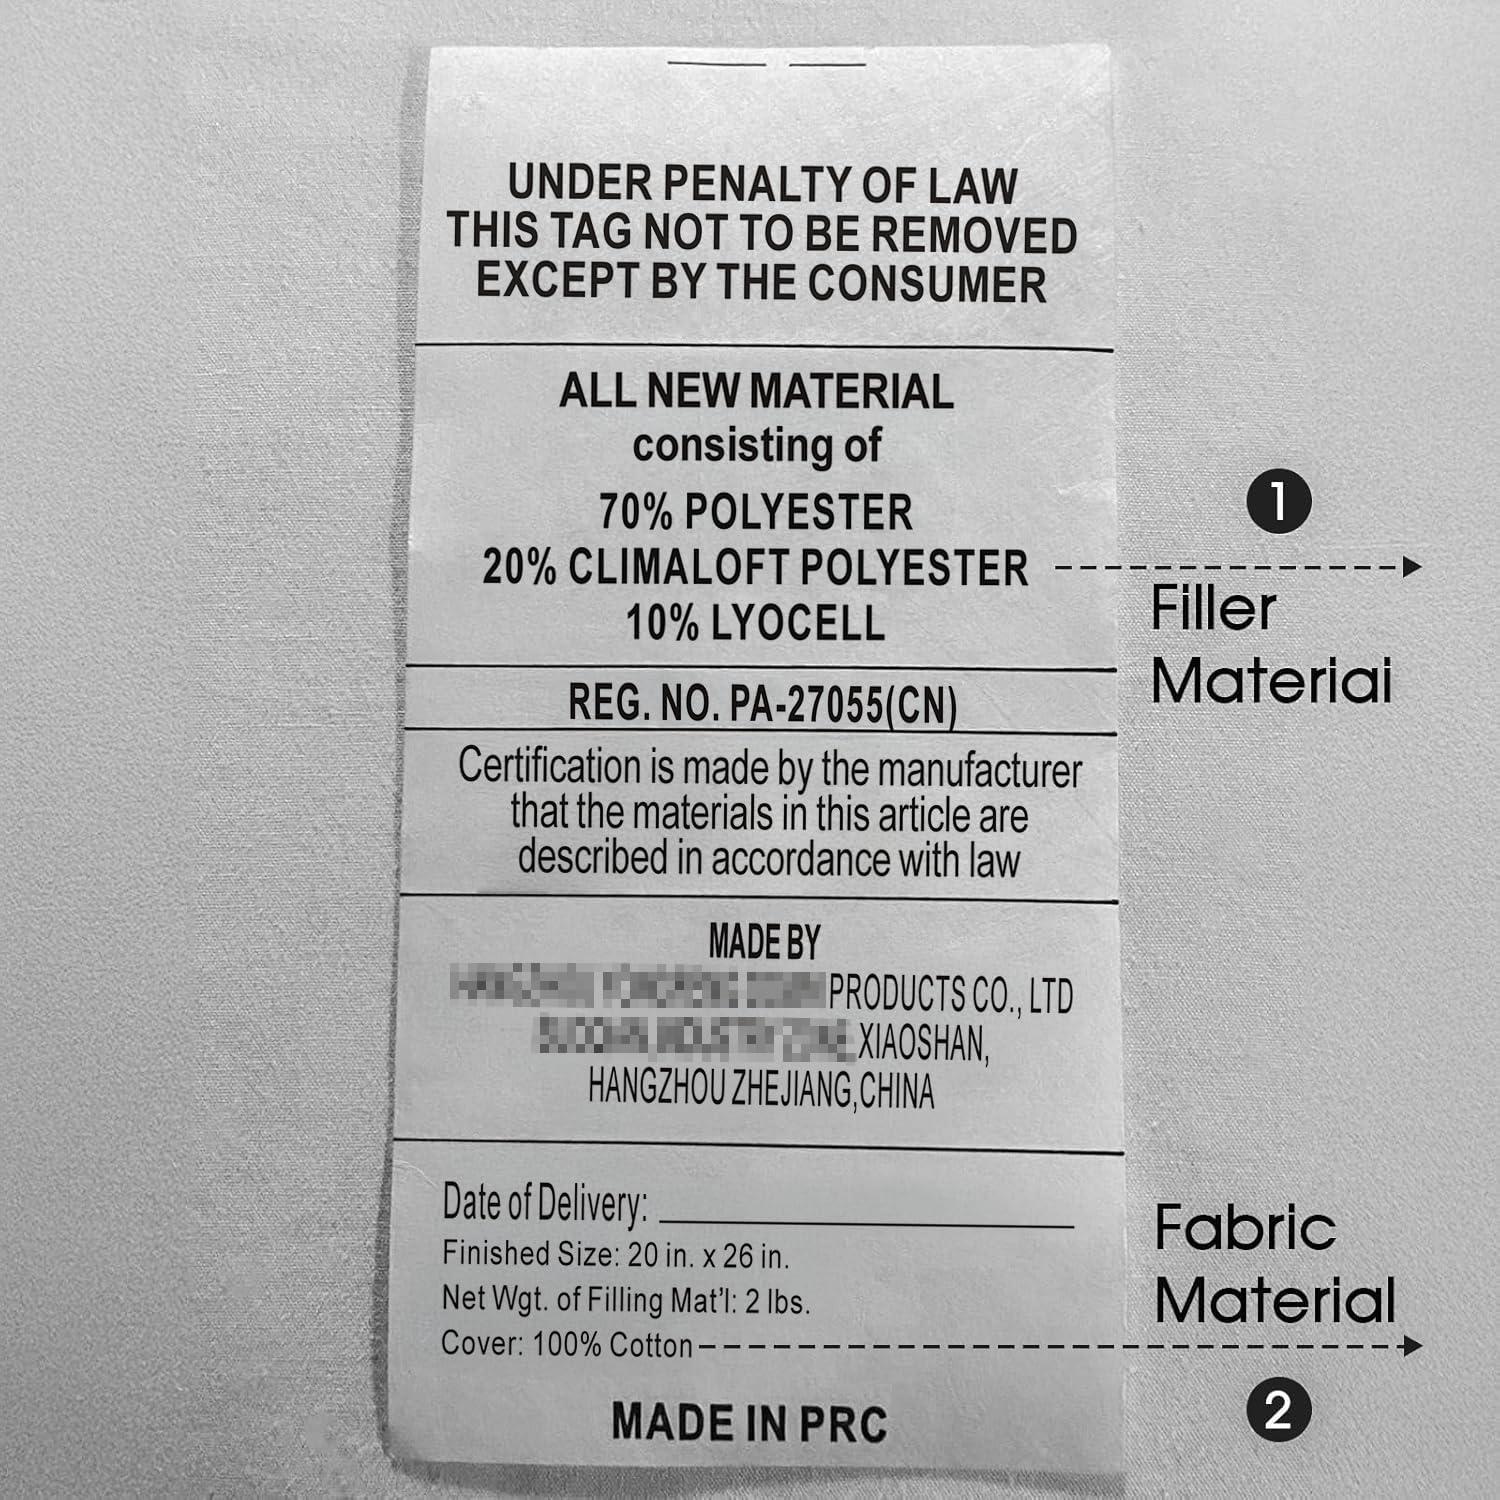 UNDER PENALTY OF LAW
THIS TAG NOT TO BE REMOVED
EXCEPT BY THE CONSUMER
ALL NEW MATERIAL
consisting of
70% POLYESTER
20% CLIMALOFT POLYESTER
10% LYOCELL
1
Filler
Materiai
REG. NO. PA-27055(CN)
Certification is made by the manufacturer
that the materials in this article are
described in accordance with law
MADE BY
PRODUCTS CO., LTD
XIAOSHAN,
HANGZHOU ZHEJIANG,CHINA
Date of Delivery:
Finished Size: 20 in. x 26 in.
Net Wgt. of Filling Mat'l: 2 lbs.
Cover: 100% Cotton
Fabric
Material
2
MADE IN PRC